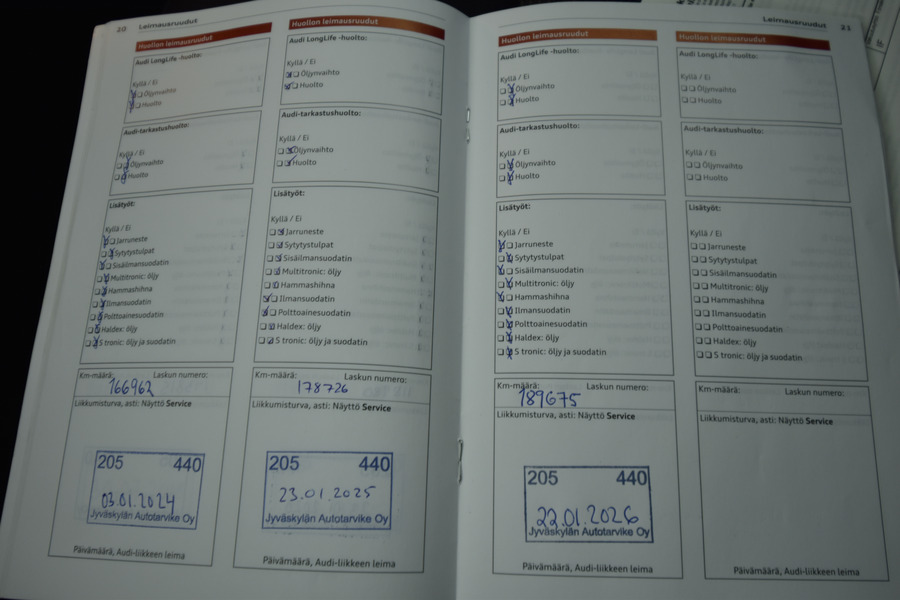 20
Leimausruudut
Huollon leimausruudut
Audi LongLife -huolto:
Kyllä / Ei
Öljynvaihto
Huolto
Audi-tarkastushuolto:
Kyllä / Ei
Öljynvaihto
Huolto
Lisätyöt:
Kyllä / Ei
Jarruneste
Sytytystulpat
Sisäilmansuodatin
Multitronic: öljy
Hammashihna
Ilmansuodatin
Polttoainesuodatin
Haldex: öljy
S tronic: öljy ja suodatin
Km-määrä: Laskun numero:
166962
Liikkumisturva, asti: Näyttö Service
205 440
03.01.2024
Jyväskylän Autotarvike Oy
Päivämäärä, Audi-liikkeen leima
Huollon leimausruudut
Audi LongLife -huolto:
Kyllä / Ei
Öljynvaihto
Huolto
Audi-tarkastushuolto:
Kyllä / Ei
Öljynvaihto
Huolto
Lisätyöt:
Kyllä / Ei
Jarruneste
Sytytystulpat
Sisäilmansuodatin
Multitronic: öljy
Hammashihna
Ilmansuodatin
Polttoainesuodatin
Haldex: öljy
S tronic: öljy ja suodatin
Km-määrä: Laskun numero:
178726
Liikkumisturva, asti: Näyttö Service
205 440
23.01.2025
Jyväskylän Autotarvike Oy
Päivämäärä, Audi-liikkeen leima
Leimausruudut
21
Huollon leimausruudut
Audi LongLife -huolto:
Kyllä / Ei
Öljynvaihto
Huolto
Audi-tarkastushuolto:
Kyllä / Ei
Öljynvaihto
Huolto
Lisätyöt:
Kyllä / Ei
Jarruneste
Sytytystulpat
Sisäilmansuodatin
Multitronic: öljy
Hammashihna
Ilmansuodatin
Polttoainesuodatin
Haldex: öljy
S tronic: öljy ja suodatin
Km-määrä: Laskun numero:
189675
Liikkumisturva, asti: Näyttö Service
205 440
22.01.2026
Jyväskylän Autotarvike Oy
Päivämäärä, Audi-liikkeen leima
Huollon leimausruudut
Audi LongLife -huolto:
Kyllä / Ei
Öljynvaihto
Huolto
Audi-tarkastushuolto:
Kyllä / Ei
Öljynvaihto
Huolto
Lisätyöt:
Kyllä / Ei
Jarruneste
Sytytystulpat
Sisäilmansuodatin
Multitronic: öljy
Hammashihna
Ilmansuodatin
Polttoainesuodatin
Haldex: öljy
S tronic: öljy ja suodatin
Km-määrä: Laskun numero:
Liikkumisturva, asti: Näyttö Service
Päivämäärä, Audi-liikkeen leima